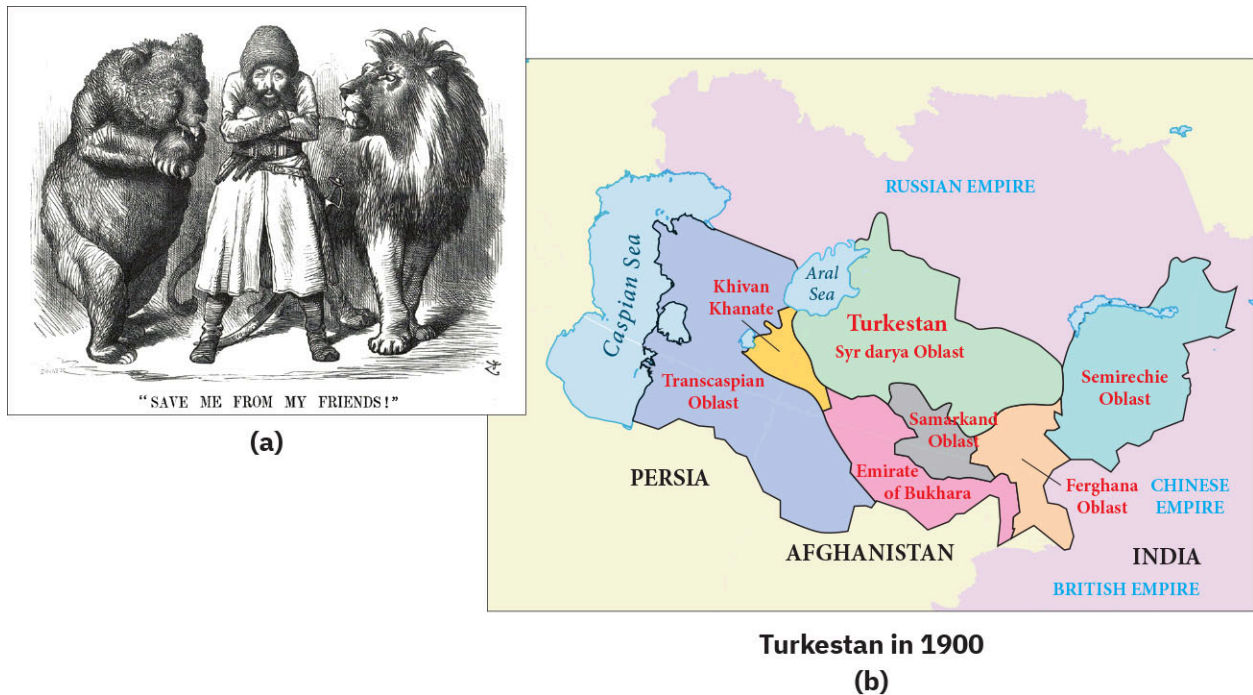 "SAVE ME FROM MY FRIENDS!"
(a)
RUSSIAN EMPIRE
Caspian Sea
Aral
Sea
Khivan
Khanate
Turkestan
Syr darya Oblast
Transcaspian
Oblast
Semirechie
Oblast
Samarkand
Oblast
Emirate
of Bukhara
Ferghana
Oblast
PERSIA
CHINESE
EMPIRE
AFGHANISTAN
INDIA
BRITISH EMPIRE
Turkestan in 1900
(b)